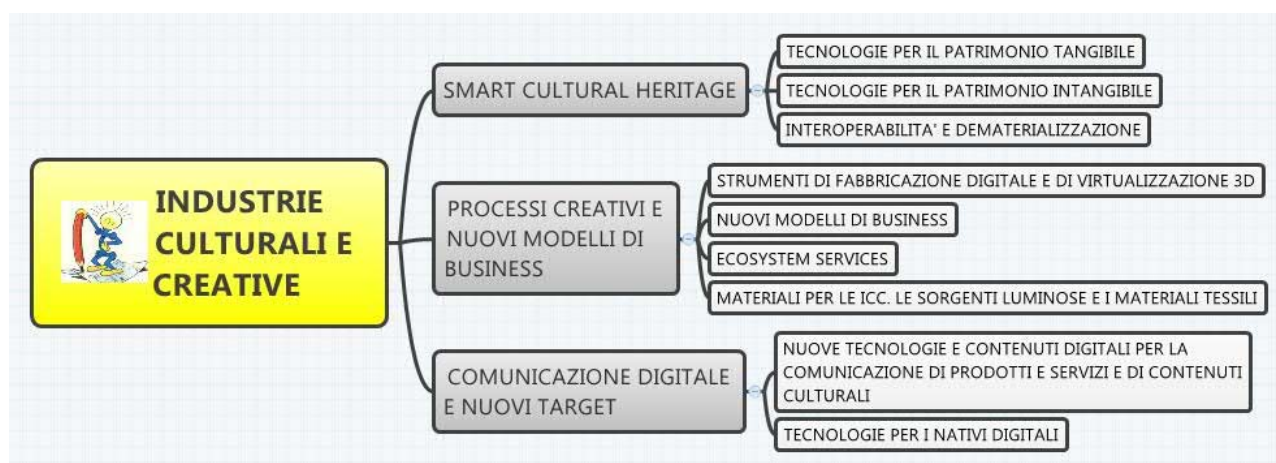 INDUSTRIE
CULTURALI E
CREATIVE
SMART CULTURAL HERITAGE
TECNOLOGIE PER IL PATRIMONIO TANGIBILE
TECNOLOGIE PER IL PATRIMONIO INTANGIBILE
INTEROPERABILITA' E DEMATERIALIZZAZIONE
PROCESSI CREATIVI E
NUOVI MODELLI DI
BUSINESS
STRUMENTI DI FABBRICAZIONE DIGITALE E DI VIRTUALIZZAZIONE 3D
NUOVI MODELLI DI BUSINESS
ECOSYSTEM SERVICES
MATERIALI PER LE ICC. LE SORGENTI LUMINOSE E I MATERIALI TESSILI
COMUNICAZIONE DIGITALE
E NUOVI TARGET
NUOVE TECNOLOGIE E CONTENUTI DIGITALI PER LA
COMUNICAZIONE DI PRODOTTI E SERVIZI E DI CONTENUTI
CULTURALI
TECNOLOGIE PER I NATIVI DIGITALI